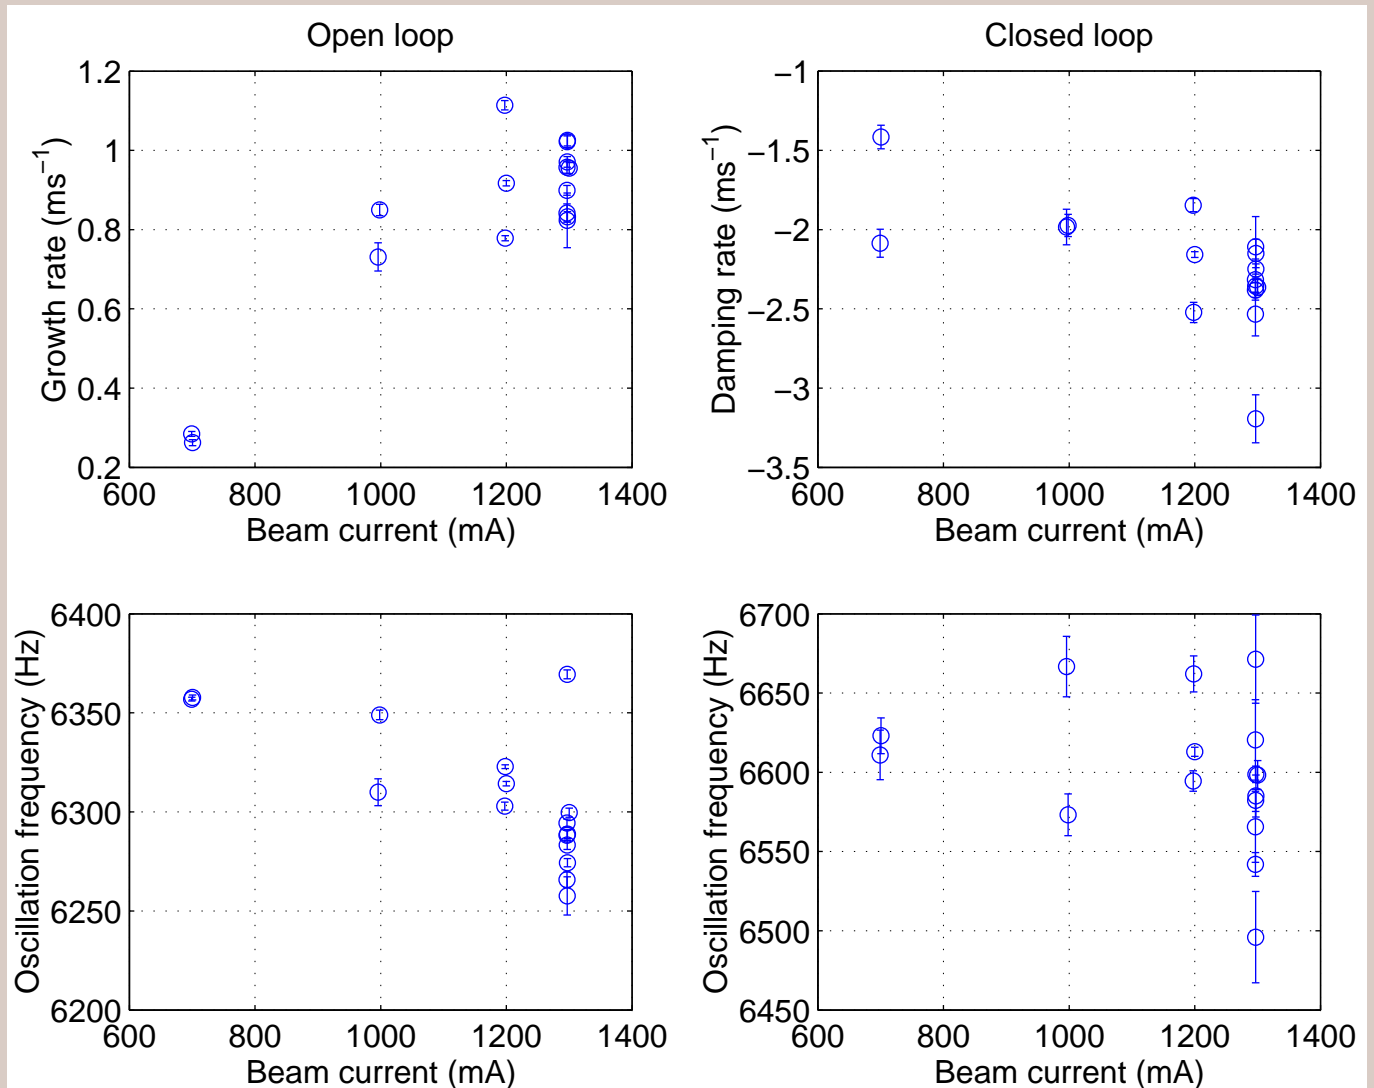 Open loop
Closed loop
1.2
1
0.8
0.6
0.4
0.2
Growth rate (ms⁻¹)
600 800 1000 1200 1400
Beam current (mA)
−1
−1.5
−2
−2.5
−3
−3.5
Damping rate (ms⁻¹)
600 800 1000 1200 1400
Beam current (mA)
6400
6350
6300
6250
6200
Oscillation frequency (Hz)
600 800 1000 1200 1400
Beam current (mA)
6700
6650
6600
6550
6500
6450
Oscillation frequency (Hz)
600 800 1000 1200 1400
Beam current (mA)